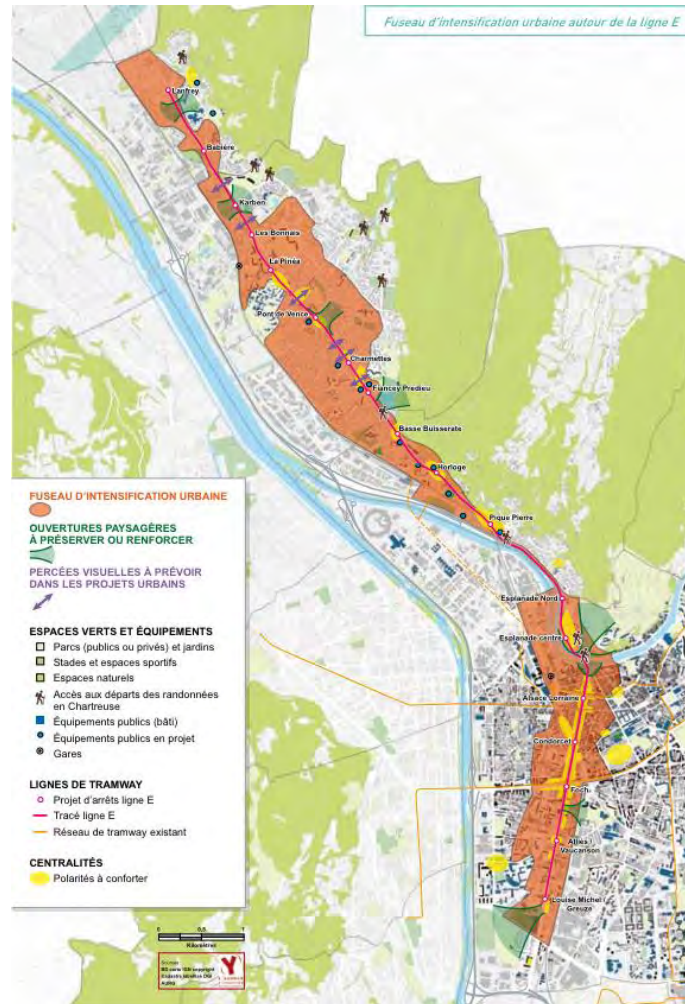 Fuseau d'intensification urbaine autour de la ligne E
Lanfrey
Babière
Karben
Les Bonnais
La Pinéa
Pont de Vence
Charmettes
Fiancey Predieu
Basse Buisserate
Horloge
Pique Pierre
Esplanade Nord
Esplanade centre
Alsace Lorraine
Condorcet
Foch
Alliés /
Vaucanson
Louise Michel /
Greuze
FUSEAU D'INTENSIFICATION URBAINE
OUVERTURES PAYSAGÈRES
À PRÉSERVER OU RENFORCER
PERCÉES VISUELLES À PRÉVOIR
DANS LES PROJETS URBAINS
ESPACES VERTS ET ÉQUIPEMENTS
Parcs (publics ou privés) et jardins
Stades et espaces sportifs
Espaces naturels
Accès aux départs des randonnées
en Chartreuse
Équipements publics (bâti)
Équipements publics en projet
Gares
LIGNES DE TRAMWAY
Projet d'arrêts ligne E
Tracé ligne E
Réseau de tramway existant
CENTRALITÉS
Polarités à conforter
0 0,5 1
Kilomètres
Sources